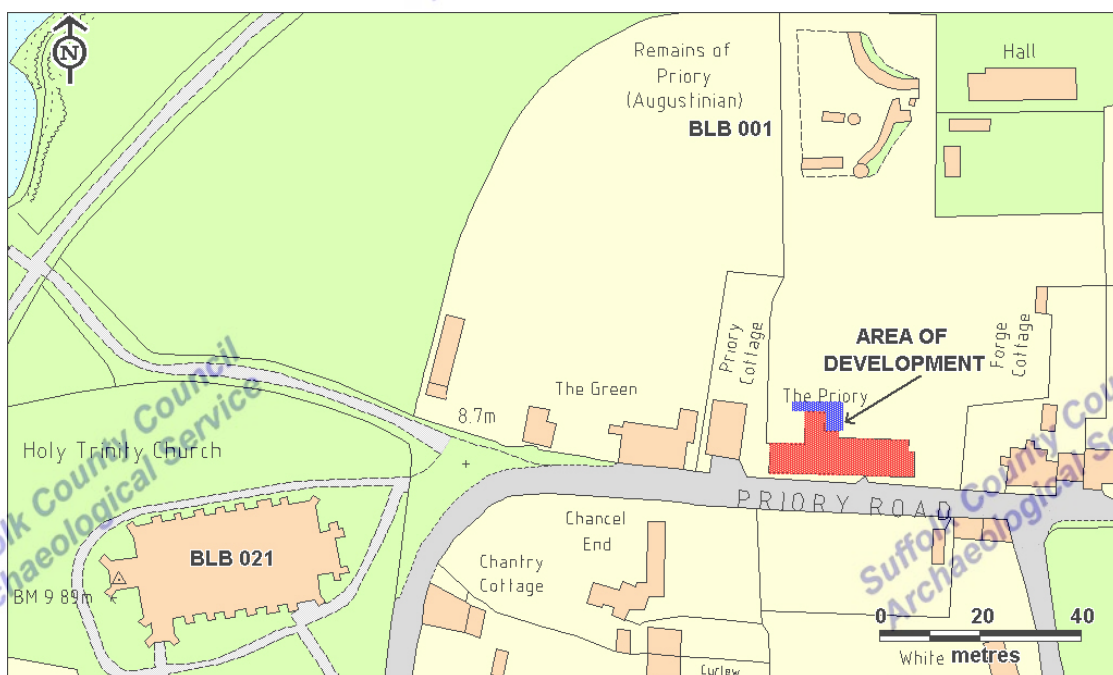 N
Remains of
Priory
(Augustinian)
BLB 001
Hall
Priory
Cottage
AREA OF
DEVELOPMENT
Forge
Cottage
The Priory
The Green
8.7m
Holy Trinity Church
PRIORY ROAD
BLB 021
BM 9 89m
Chancel
End
Chantry
Cottage
Curlew
White
0 20 40
metres
Suffolk County Council
Archaeological Service
Suffolk County
Archaeological